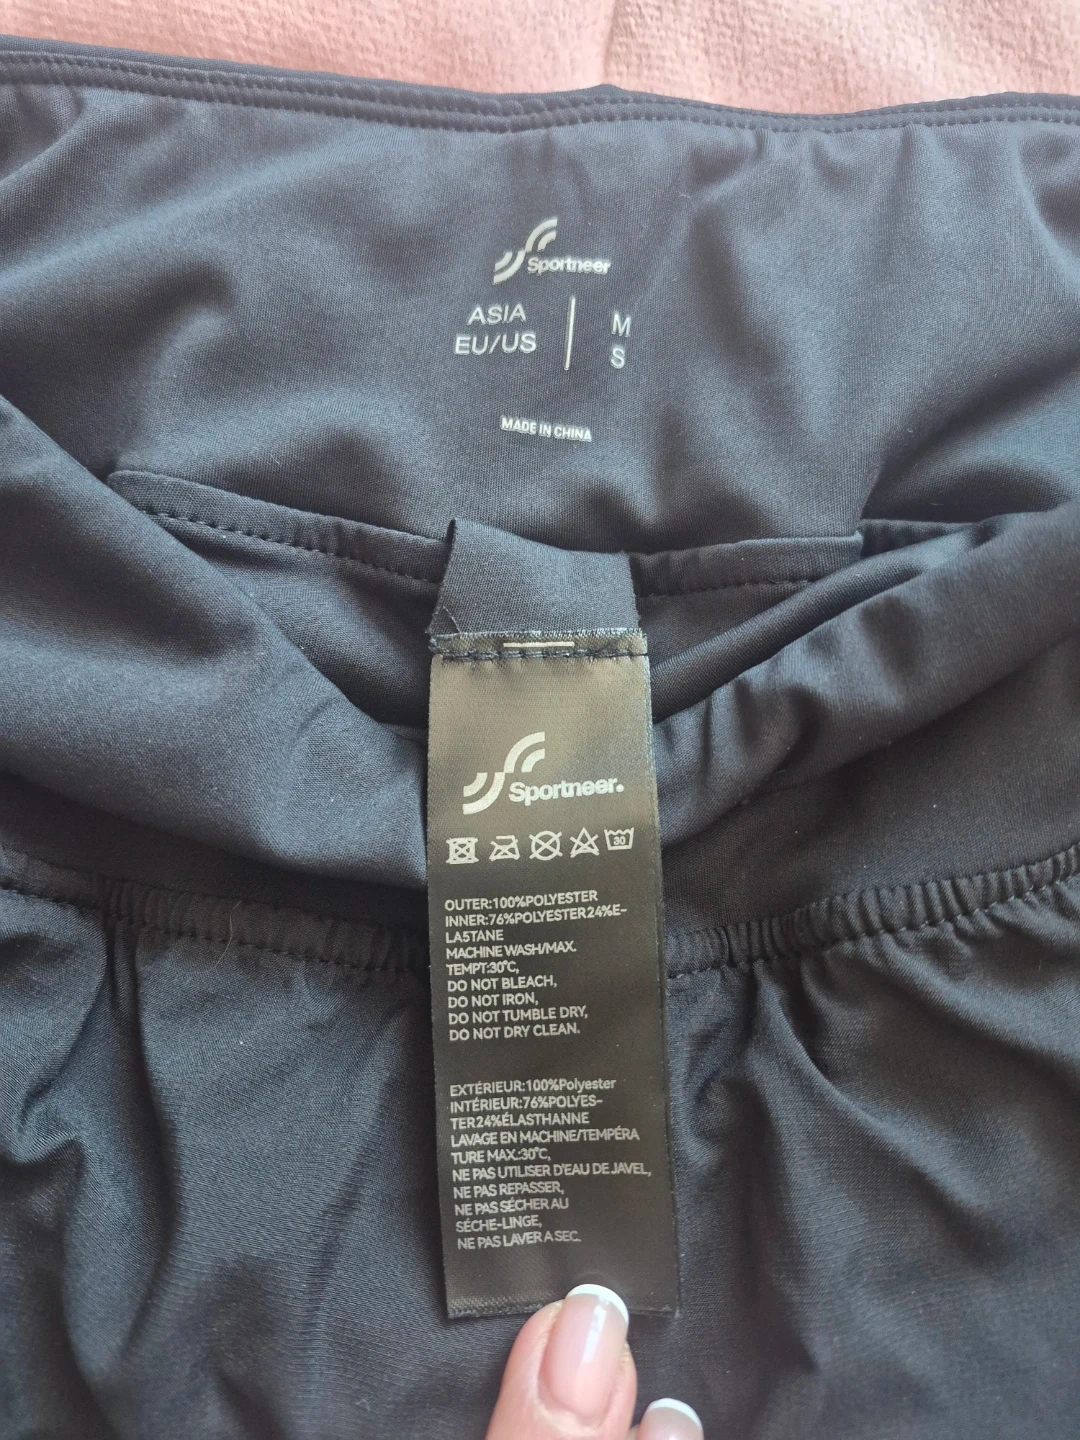 Sportneer
ASIA M
EU/US S
MADE IN CHINA
Sportneer.
30
OUTER:100%POLYESTER
INNER:76%POLYESTER24%E-
LA5TANE
MACHINE WASH/MAX.
TEMPT:30℃,
DO NOT BLEACH,
DO NOT IRON,
DO NOT TUMBLE DRY,
DO NOT DRY CLEAN.
EXTÉRIEUR:100%Polyester
INTÉRIEUR:76%POLYES-
TER24%ÉLASTHANNE
LAVAGE EN MACHINE/TEMPÉRA
TURE MAX.:30℃,
NE PAS UTILISER D'EAU DE JAVEL,
NE PAS REPASSER,
NE PAS SÉCHER AU
SÉCHE-LINGE,
NE PAS LAVER A SEC.